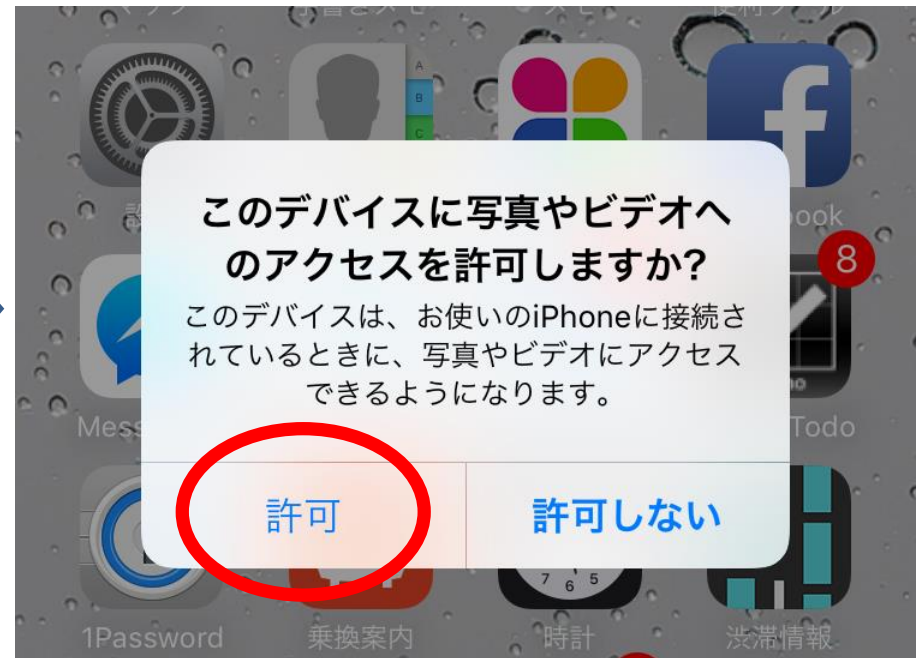 このデバイスに写真やビデオへ
のアクセスを許可しますか?
このデバイスは、お使いのiPhoneに接続さ
れているときに、写真やビデオにアクセス
できるようになります。
許可 許可しない
A
B
C
book
8
Mess
Todo
7 6 5
1Password 乗換案内 時計 渋滞情報